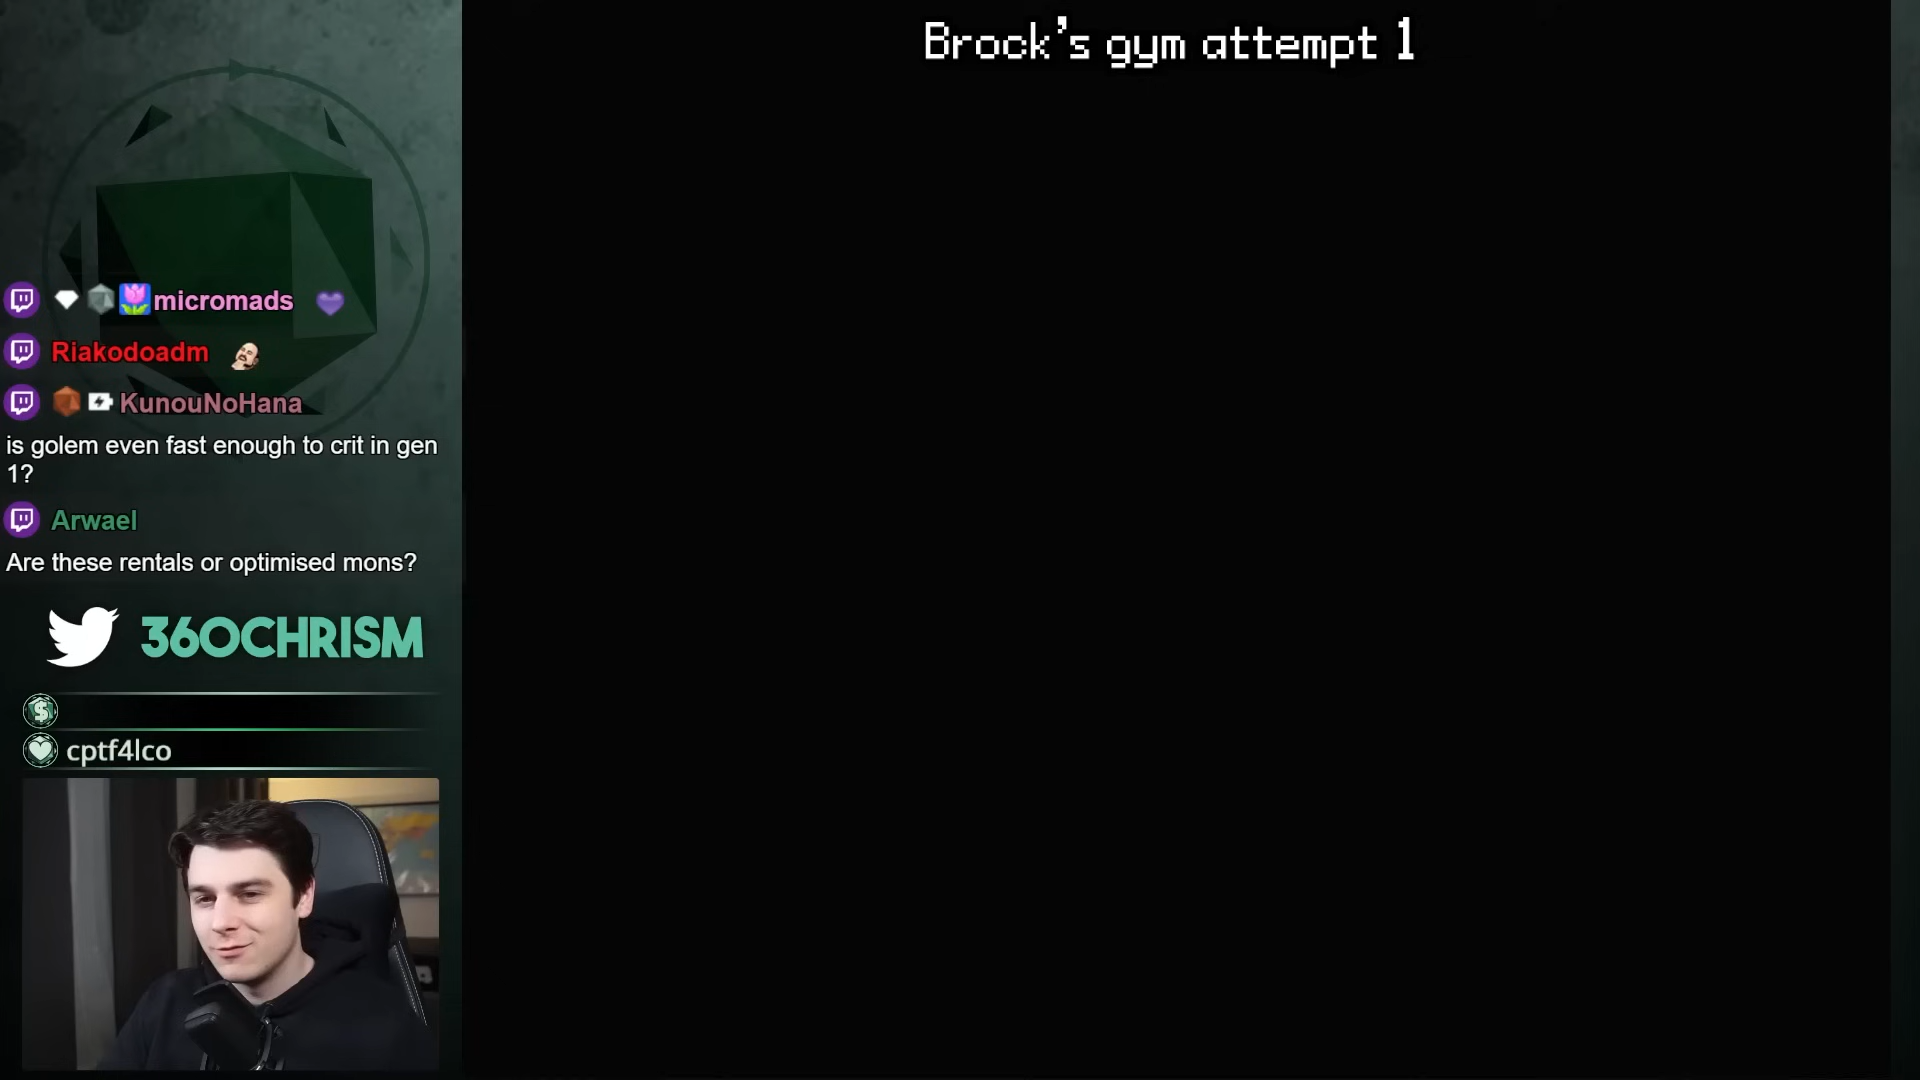 Brock's gym attempt 1
micromads
Riakodoadm
KunouNoHana
is golem even fast enough to crit in gen
1?
Arwael
Are these rentals or optimised mons?
360CHRISM
cptf4lco